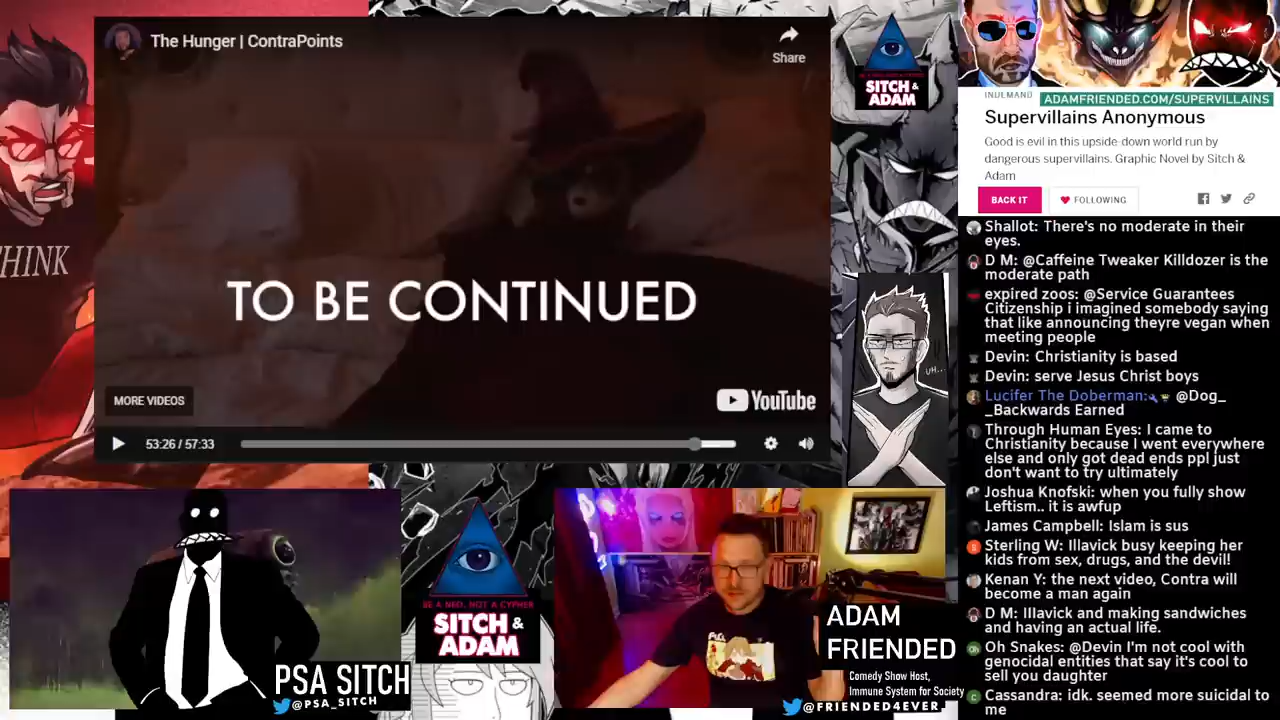 The Hunger | ContraPoints
Share
TO BE CONTINUED
MORE VIDEOS
YouTube
53:26 / 57:33
THINK
SITCH &
ADAM
UH...
BE A NEO, NOT A CYPHER
SITCH &
ADAM
PSA SITCH
@PSA_SITCH
ADAM
FRIENDED
Comedy Show Host,
Immune System for Society
@FRIENDED4EVER
INDEMAND
ADAMFRIENDED.COM/SUPERVILLAINS
Supervillains Anonymous
Good is evil in this upside-down world run by
dangerous supervillains. Graphic Novel by Sitch &
Adam
BACK IT
FOLLOWING
Shallot: There's no moderate in their
eyes.
D M: @Caffeine Tweaker Killdozer is the
moderate path
expired zoos: @Service Guarantees
Citizenship i imagined somebody saying
that like announcing theyre vegan when
meeting people
Devin: Christianity is based
Devin: serve Jesus Christ boys
Lucifer The Doberman: @Dog_
_Backwards Earned
Through Human Eyes: I came to
Christianity because I went everywhere
else and only got dead ends ppl just
don't want to try ultimately
Joshua Knofski: when you fully show
Leftism.. it is awfup
James Campbell: Islam is sus
Sterling W: Illavick busy keeping her
kids from sex, drugs, and the devil!
Kenan Y: the next video, Contra will
become a man again
D M: Illavick and making sandwiches
and having an actual life.
Oh Snakes: @Devin I'm not cool with
genocidal entities that say it's cool to
sell you daughter
Cassandra: idk. seemed more suicidal to
me